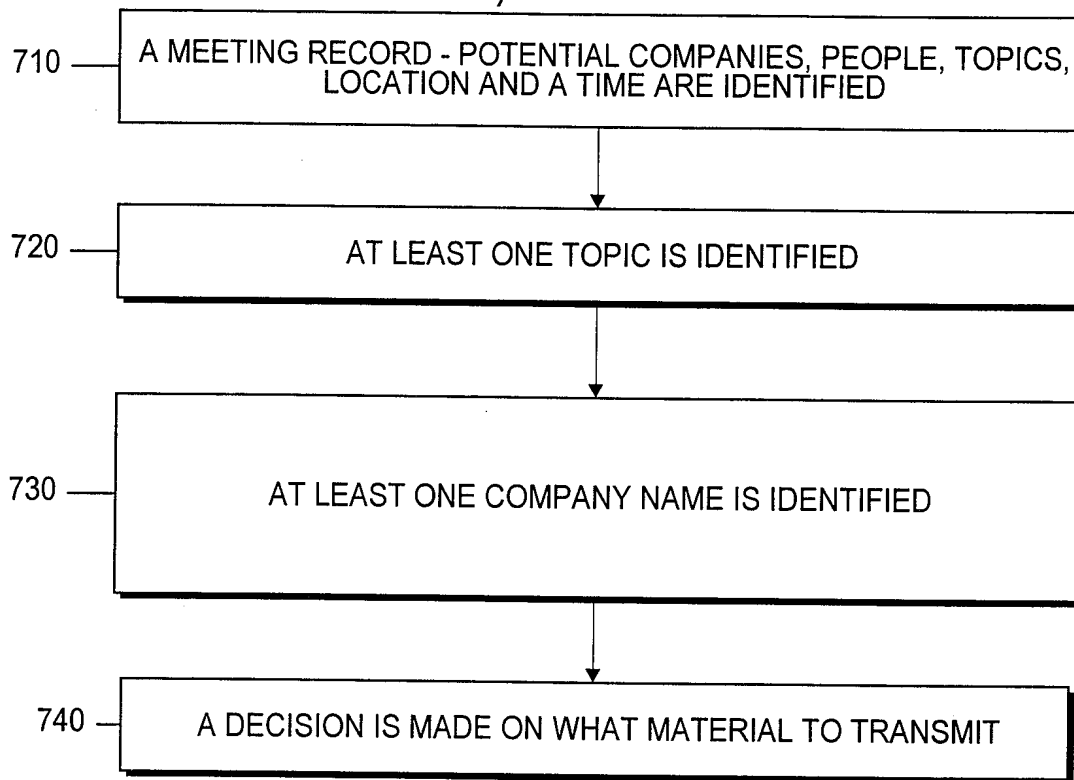 710
A MEETING RECORD - POTENTIAL COMPANIES, PEOPLE, TOPICS,
LOCATION AND A TIME ARE IDENTIFIED
720
AT LEAST ONE TOPIC IS IDENTIFIED
730
AT LEAST ONE COMPANY NAME IS IDENTIFIED
740
A DECISION IS MADE ON WHAT MATERIAL TO TRANSMIT